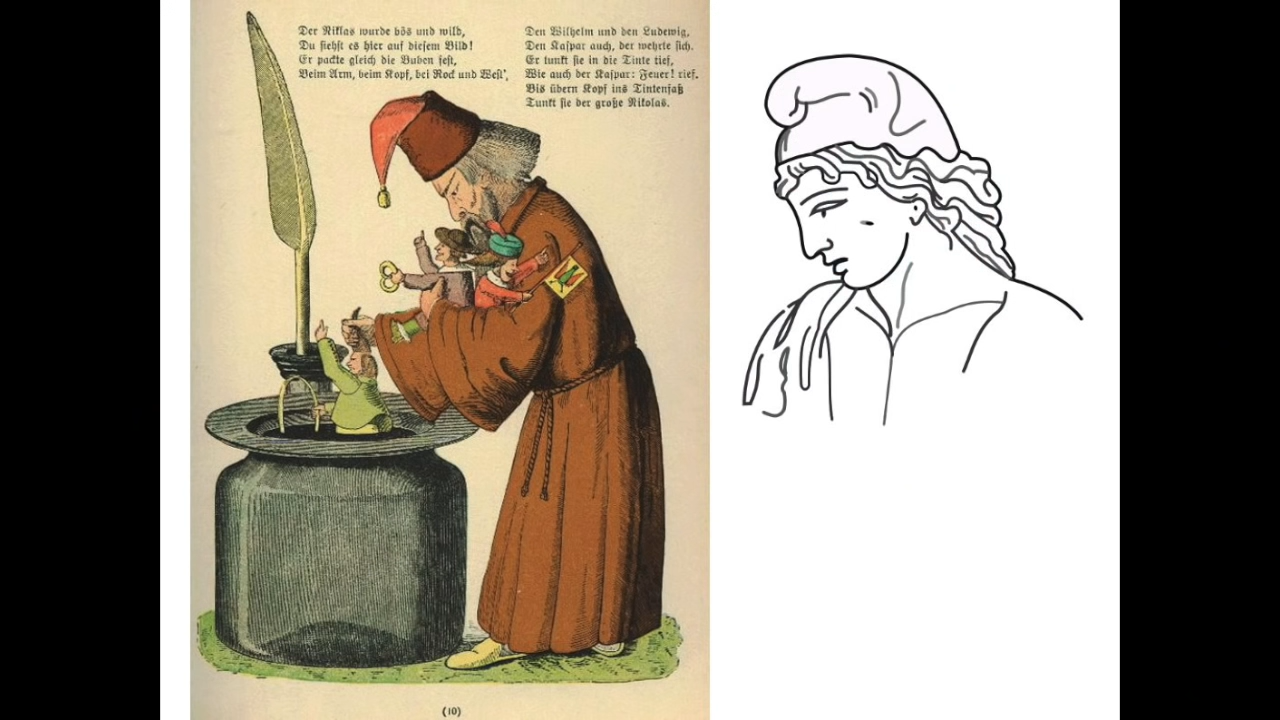 Der Niklas wurde bös und wild,
Du siehst es hier auf diesem Bild!
Er packte gleich die Buben fest,
Beim Arm, beim Kopf, bei Rock und West',
Den Wilhelm und den Ludewig,
Den Kaspar auch, der wehrte sich.
Er tunkt sie in die Tinte tief,
Wie auch der Kaspar: Feuer! rief.
Bis übern Kopf ins Tintenfaß
Tunkt sie der große Nikolas.
(10)